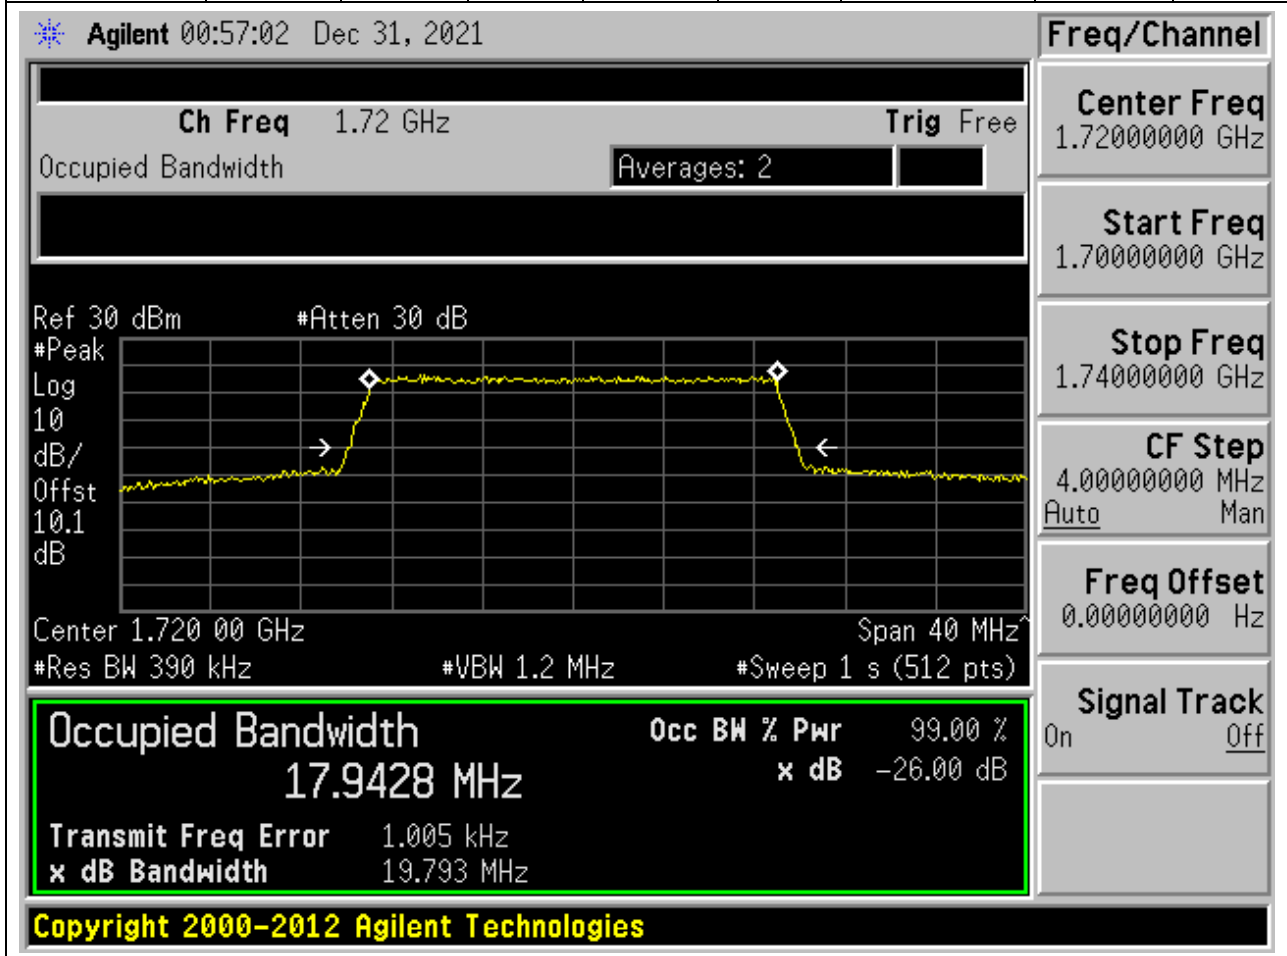 Agilent 00:57:02 Dec 31, 2021
Freq/Channel
Ch Freq 1.72 GHz Trig Free
Occupied Bandwidth Averages: 2
Center Freq
1.72000000 GHz
Start Freq
1.70000000 GHz
Stop Freq
1.74000000 GHz
CF Step
4.00000000 MHz
Auto Man
Freq Offset
0.00000000 Hz
Signal Track
On Off
Ref 30 dBm #Atten 30 dB
#Peak
Log
10
dB/
Offst
10.1
dB
Center 1.720 00 GHz Span 40 MHz^
#Res BW 390 kHz #VBW 1.2 MHz #Sweep 1 s (512 pts)
Occupied Bandwidth Occ BW % Pwr 99.00 %
17.9428 MHz x dB -26.00 dB
Transmit Freq Error 1.005 kHz
x dB Bandwidth 19.793 MHz
Copyright 2000-2012 Agilent Technologies